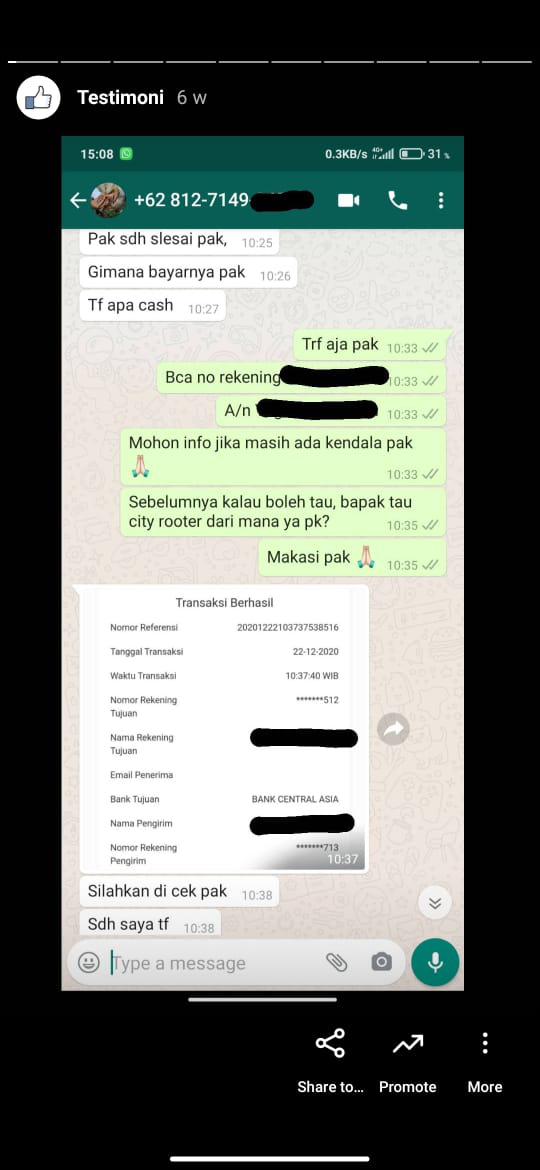 Testimoni 6 w
15:08 0.3KB/s 4G+ 31 %
+62 812-7149
Pak sdh slesai pak, 10:25
Gimana bayarnya pak 10:26
Tf apa cash 10:27
Trf aja pak 10:33
Bca no rekening 10:33
A/n 10:33
Mohon info jika masih ada kendala pak
🙏🏻 10:33
Sebelumnya kalau boleh tau, bapak tau
city rooter dari mana ya pk? 10:35
Makasi pak 🙏🏻 10:35
Transaksi Berhasil
Nomor Referensi 20201222103737538516
Tanggal Transaksi 22-12-2020
Waktu Transaksi 10:37:40 WIB
Nomor Rekening *******512
Tujuan
Nama Rekening
Tujuan
Email Penerima
Bank Tujuan BANK CENTRAL ASIA
Nama Pengirim
Nomor Rekening *******713
Pengirim 10:37
Silahkan di cek pak 10:38
Sdh saya tf 10:38
Type a message
Share to... Promote More